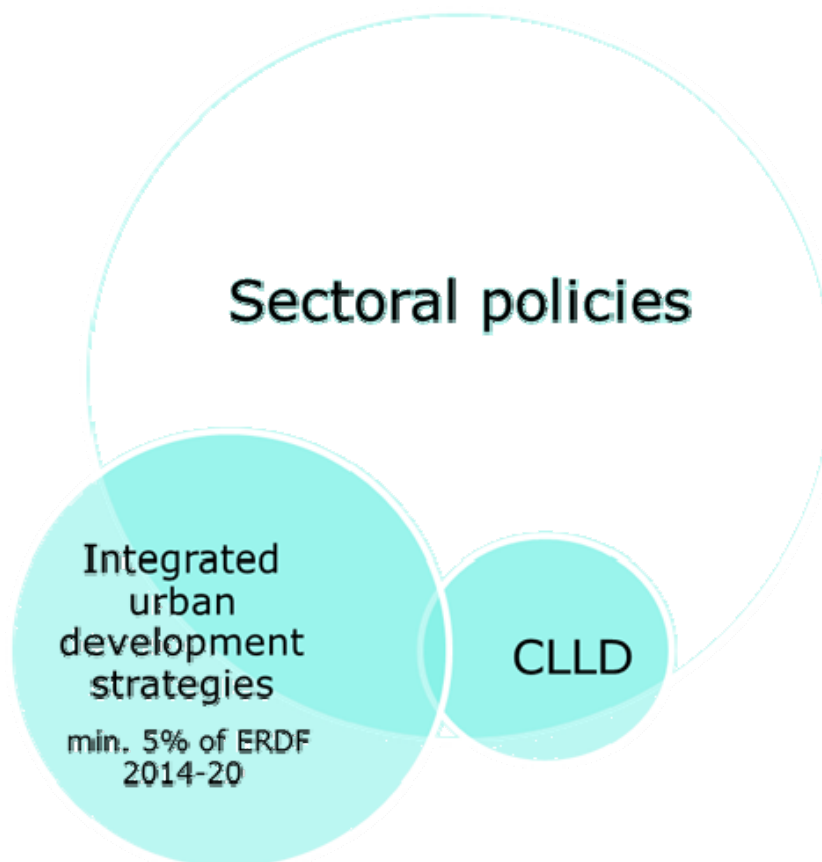 Sectoral policies
Integrated
urban
development
strategies
min. 5% of ERDF
2014-20
CLLD